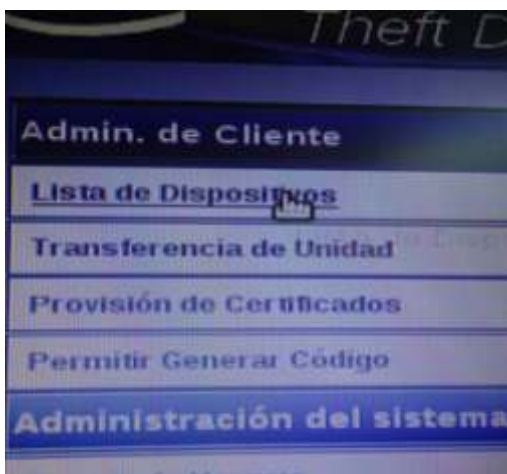 Theft D
Admin. de Cliente
Lista de Dispositivos
Transferencia de Unidad
Provisión de Certificados
Permitir Generar Código
Administración del sistema